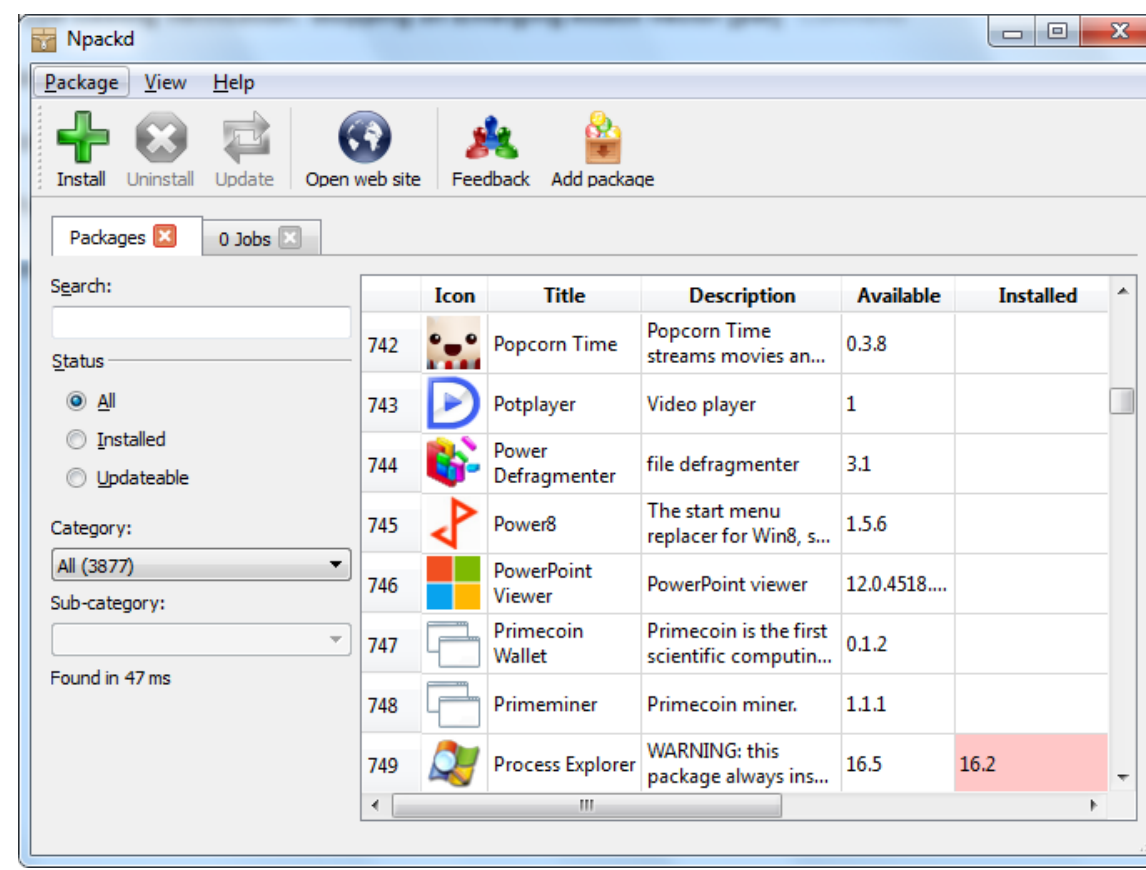 Npackd
Package View Help
Install Uninstall Update Open web site Feedback Add package
Packages 0 Jobs
Search:
Status
All
Installed
Updateable
Category:
All (3877)
Sub-category:
Found in 47 ms
Icon Title Description Available Installed
742 Popcorn Time Popcorn Time 0.3.8
streams movies an...
743 Potplayer Video player 1
744 Power file defragmenter 3.1
Defragmenter
745 Power8 The start menu 1.5.6
replacer for Win8, s...
746 PowerPoint PowerPoint viewer 12.0.4518....
Viewer
747 Primecoin Primecoin is the first 0.1.2
Wallet scientific computin...
748 Primeminer Primecoin miner. 1.1.1
749 Process Explorer WARNING: this 16.5 16.2
package always ins...